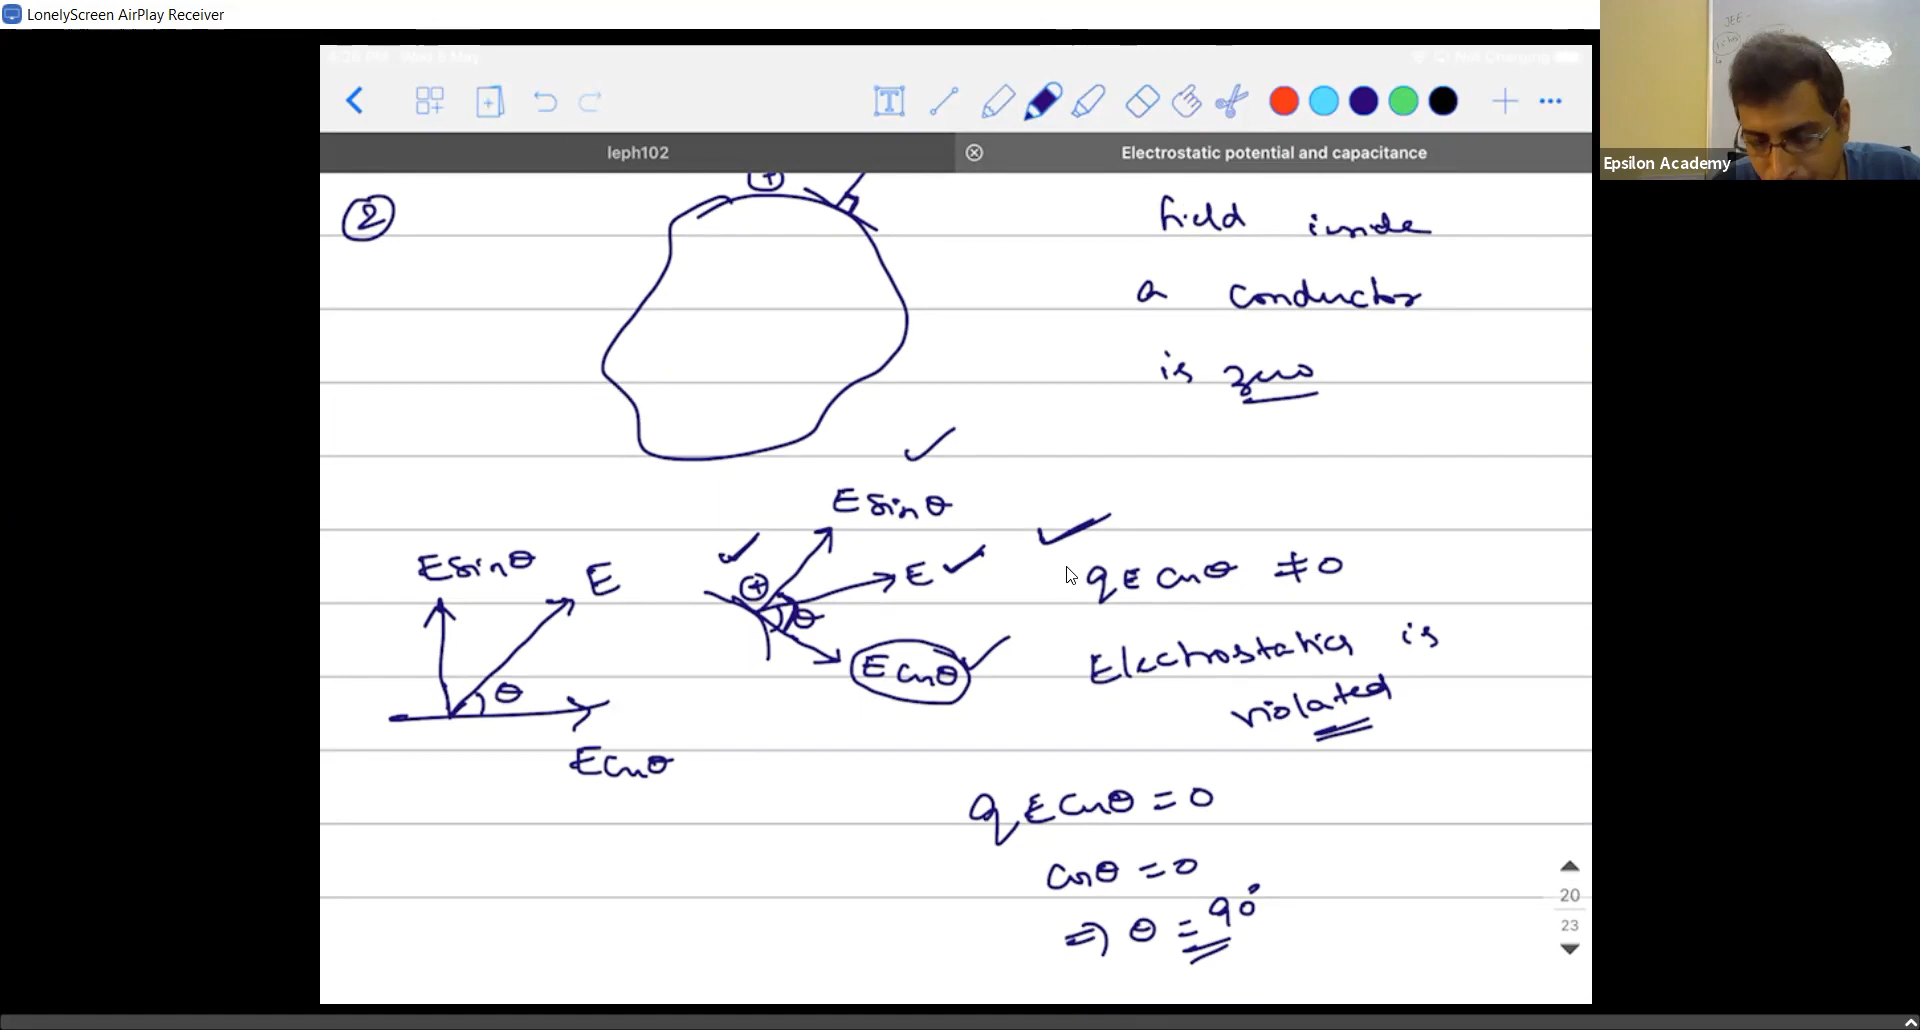 LonelyScreen AirPlay Receiver
JEE -
Epsilon Academy
T
leph102
Electrostatic potential and capacitance
2
+
field inside
a conductor
is zero
E sin θ
E sin θ
E
+
E
θ
q E cos θ ≠ 0
θ
E cos θ
Electrostatics is
violated
E cos θ
q E cos θ = 0
cos θ = 0
⇒ θ = 90°
20
23